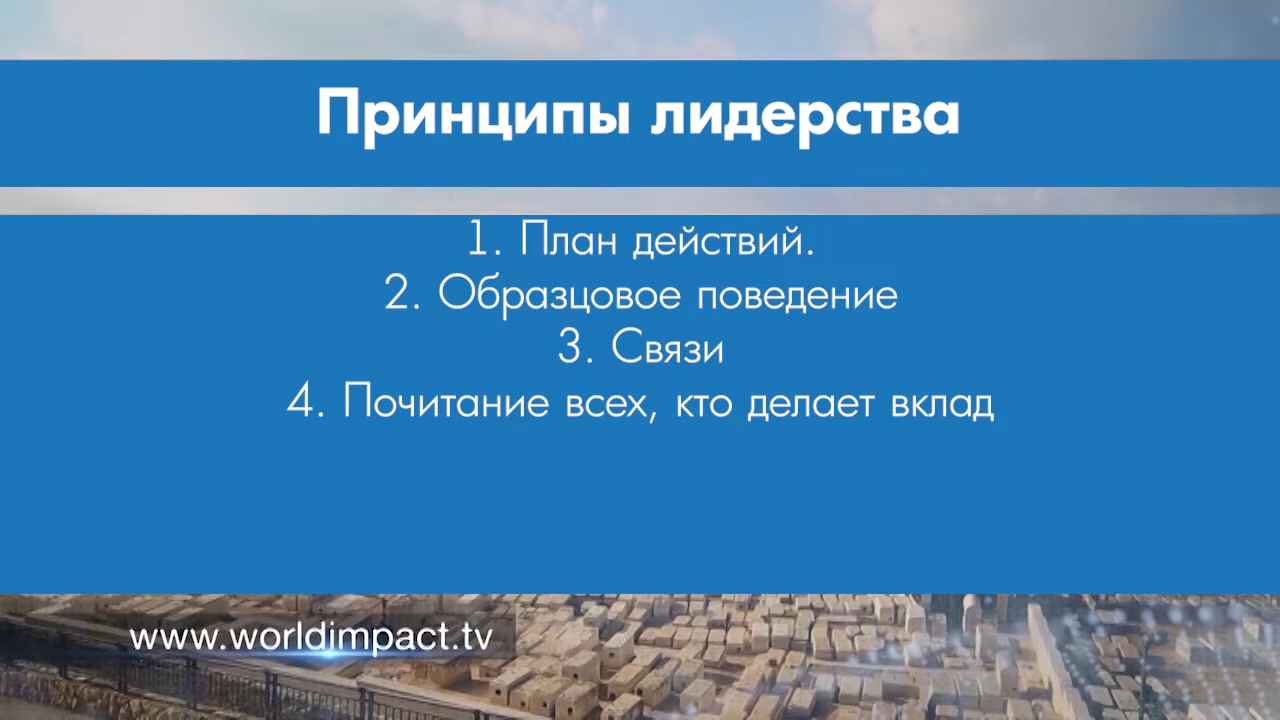 Принципы лидерства
1. План действий.
2. Образцовое поведение
3. Связи
4. Почитание всех, кто делает вклад
www.worldimpact.tv